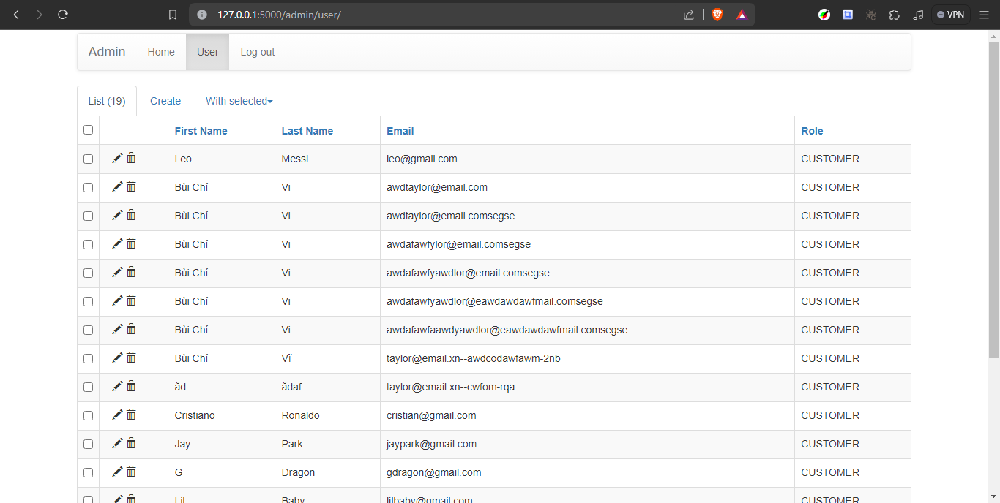 127.0.0.1:5000/admin/user/
VPN
Admin Home User Log out
List (19) Create With selected
First Name Last Name Email Role
Leo Messi leo@gmail.com CUSTOMER
Bùi Chí Vi awdtaylor@email.com CUSTOMER
Bùi Chí Vi awdtaylor@email.comsegse CUSTOMER
Bùi Chí Vi awdafawfylor@email.comsegse CUSTOMER
Bùi Chí Vi awdafawfyawdlor@email.comsegse CUSTOMER
Bùi Chí Vi awdafawfyawdlor@eawdawdawfmail.comsegse CUSTOMER
Bùi Chí Vi awdafawfaawdyawdlor@eawdawdawfmail.comsegse CUSTOMER
Bùi Chí Vĩ taylor@email.xn--awdcodawfawm-2nb CUSTOMER
ăd ădaf taylor@email.xn--cwfom-rqa CUSTOMER
Cristiano Ronaldo cristian@gmail.com CUSTOMER
Jay Park jaypark@gmail.com CUSTOMER
G Dragon gdragon@gmail.com CUSTOMER
Lil Baby lilbaby@gmail.com CUSTOMER